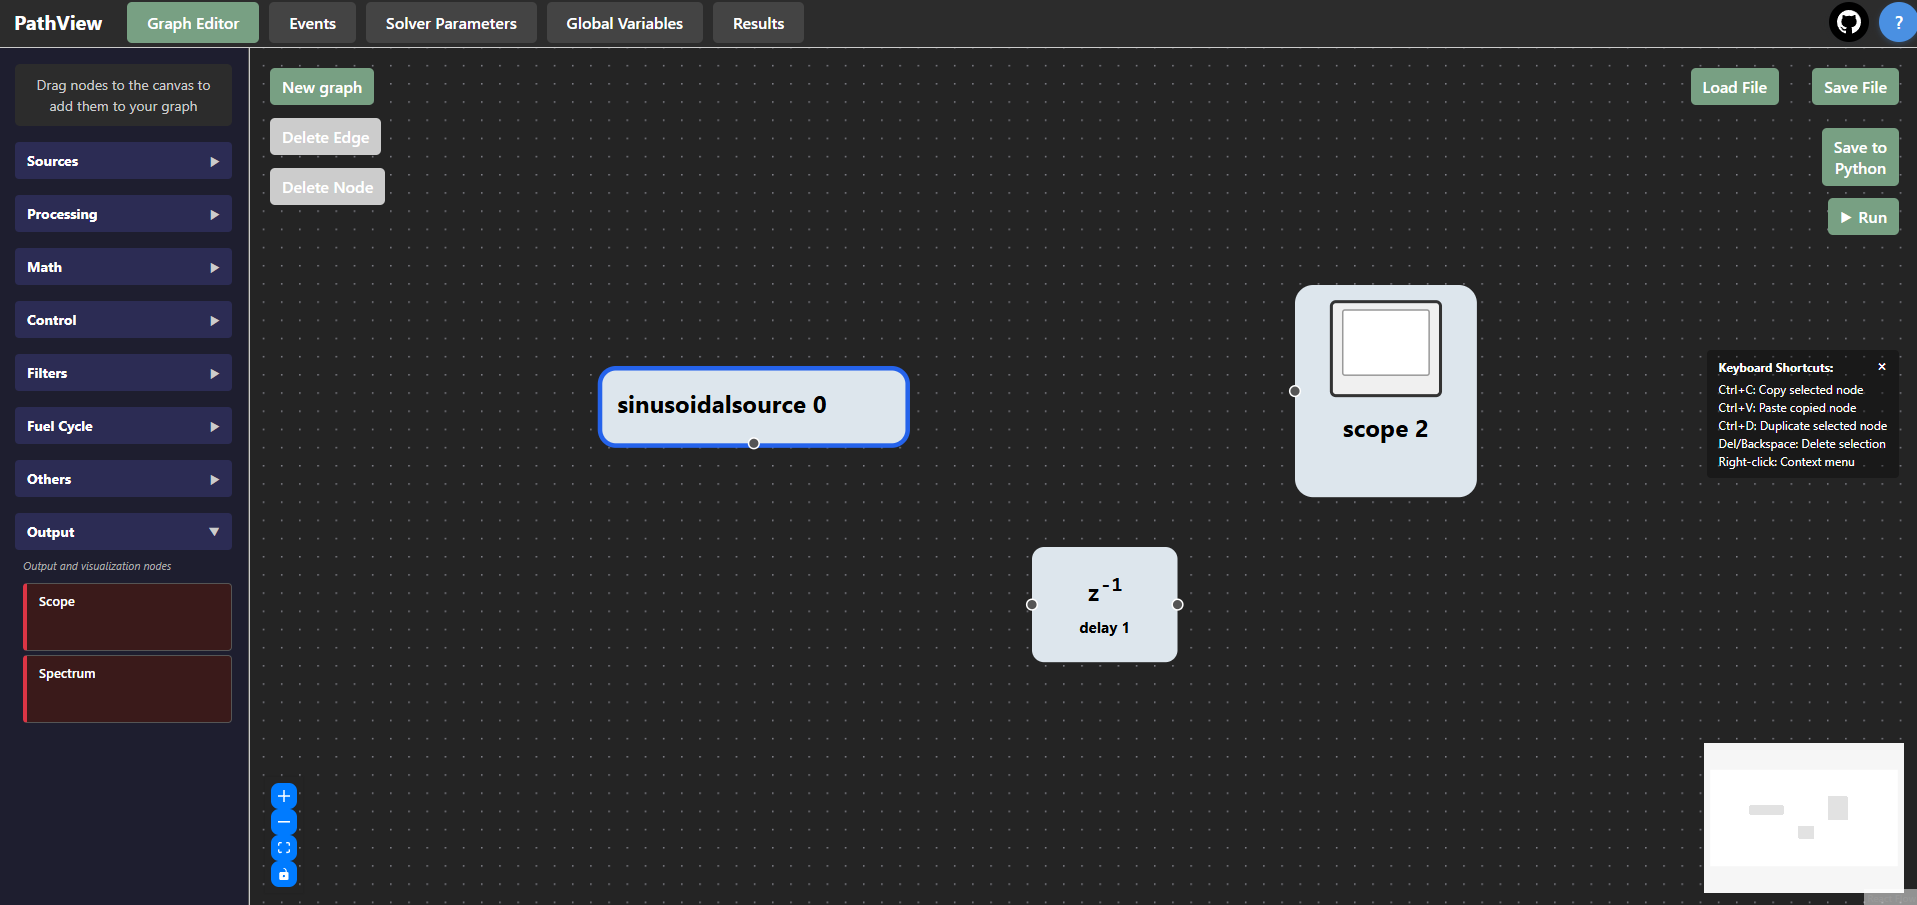 PathView
Graph Editor
Events
Solver Parameters
Global Variables
Results
?
Drag nodes to the canvas to
add them to your graph
Sources
Processing
Math
Control
Filters
Fuel Cycle
Others
Output
Output and visualization nodes
Scope
Spectrum
New graph
Delete Edge
Delete Node
Load File
Save File
Save to
Python
Run
sinusoidalsource 0
scope 2
z⁻¹
delay 1
Keyboard Shortcuts:
×
Ctrl+C: Copy selected node
Ctrl+V: Paste copied node
Ctrl+D: Duplicate selected node
Del/Backspace: Delete selection
Right-click: Context menu